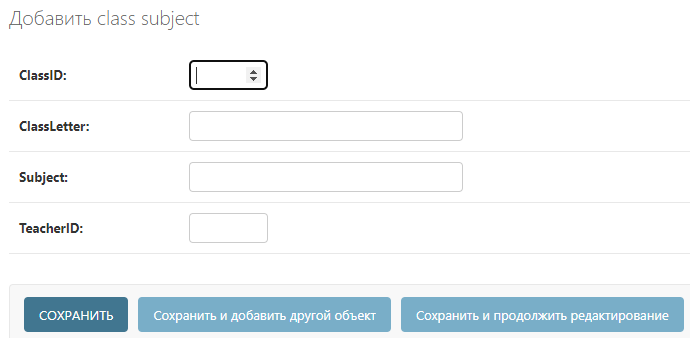 Добавить class subject
ClassID:
ClassLetter:
Subject:
TeacherID:
СОХРАНИТЬ Сохранить и добавить другой объект Сохранить и продолжить редактирование